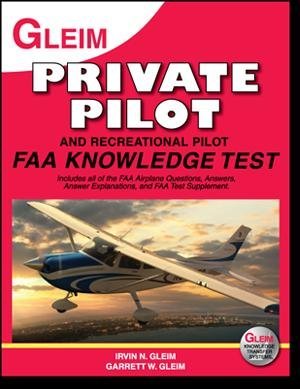 GLEIM
PRIVATE
PILOT
AND RECREATIONAL PILOT
FAA KNOWLEDGE TEST
Includes all of the FAA Airplane Questions, Answers,
Answer Explanations, and FAA Test Supplement.
IRVIN N. GLEIM
GARRETT W. GLEIM
GLEIM
KNOWLEDGE
TRANSFER
SYSTEMS